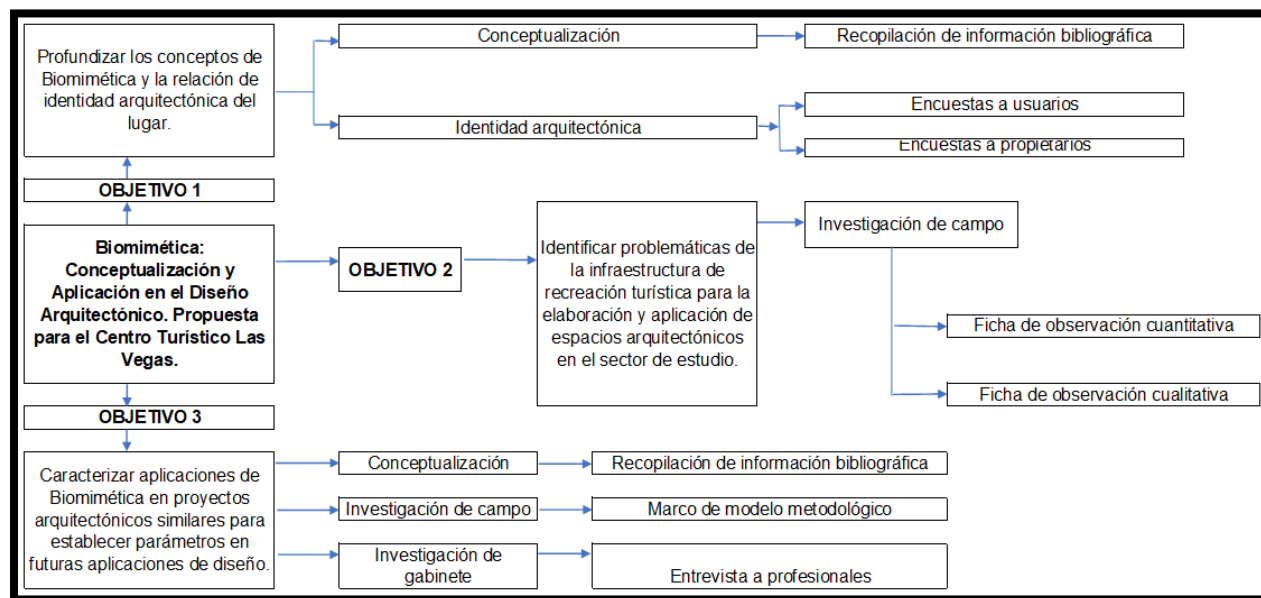 Profundizar los conceptos de
Biomimética y la relación de
identidad arquitectónica del
lugar.
Conceptualización
Recopilación de información bibliográfica
Identidad arquitectónica
Encuestas a usuarios
Encuestas a propietarios
OBJETIVO 1
Biomimética:
Conceptualización y
Aplicación en el Diseño
Arquitectónico. Propuesta
para el Centro Turístico Las
Vegas.
OBJETIVO 2
Identificar problemáticas de
la infraestructura de
recreación turística para la
elaboración y aplicación de
espacios arquitectónicos
en el sector de estudio.
Investigación de campo
Ficha de observación cuantitativa
Ficha de observación cualitativa
OBJETIVO 3
Caracterizar aplicaciones de
Biomimética en proyectos
arquitectónicos similares para
establecer parámetros en
futuras aplicaciones de diseño.
Conceptualización
Recopilación de información bibliográfica
Investigación de campo
Marco de modelo metodológico
Investigación de
gabinete
Entrevista a profesionales